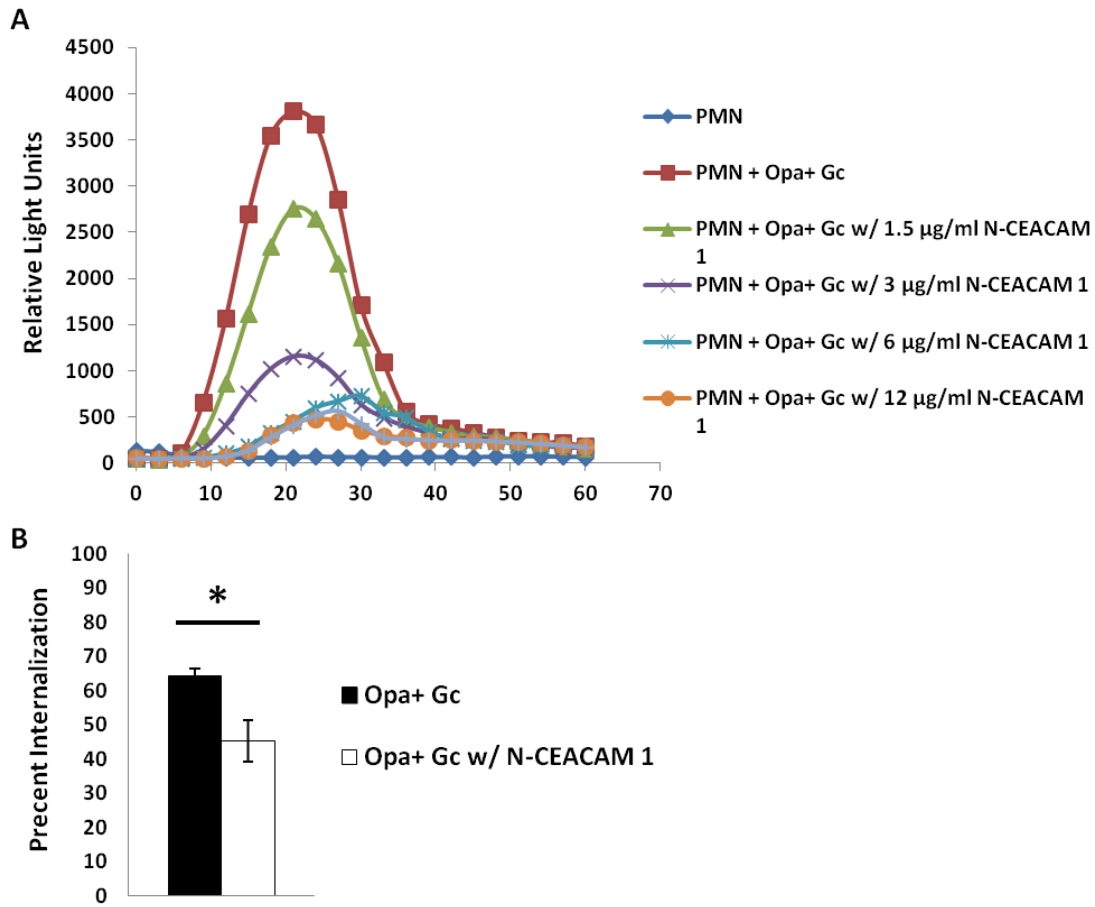 A
Relative Light Units
4500
4000
3500
3000
2500
2000
1500
1000
500
0
0 10 20 30 40 50 60 70
PMN
PMN + Opa+ Gc
PMN + Opa+ Gc w/ 1.5 µg/ml N-CEACAM
1
PMN + Opa+ Gc w/ 3 µg/ml N-CEACAM 1
PMN + Opa+ Gc w/ 6 µg/ml N-CEACAM 1
PMN + Opa+ Gc w/ 12 µg/ml N-CEACAM
1
B
Precent Internalization
100
90
80
70
60
50
40
30
20
10
0
*
Opa+ Gc
Opa+ Gc w/ N-CEACAM 1